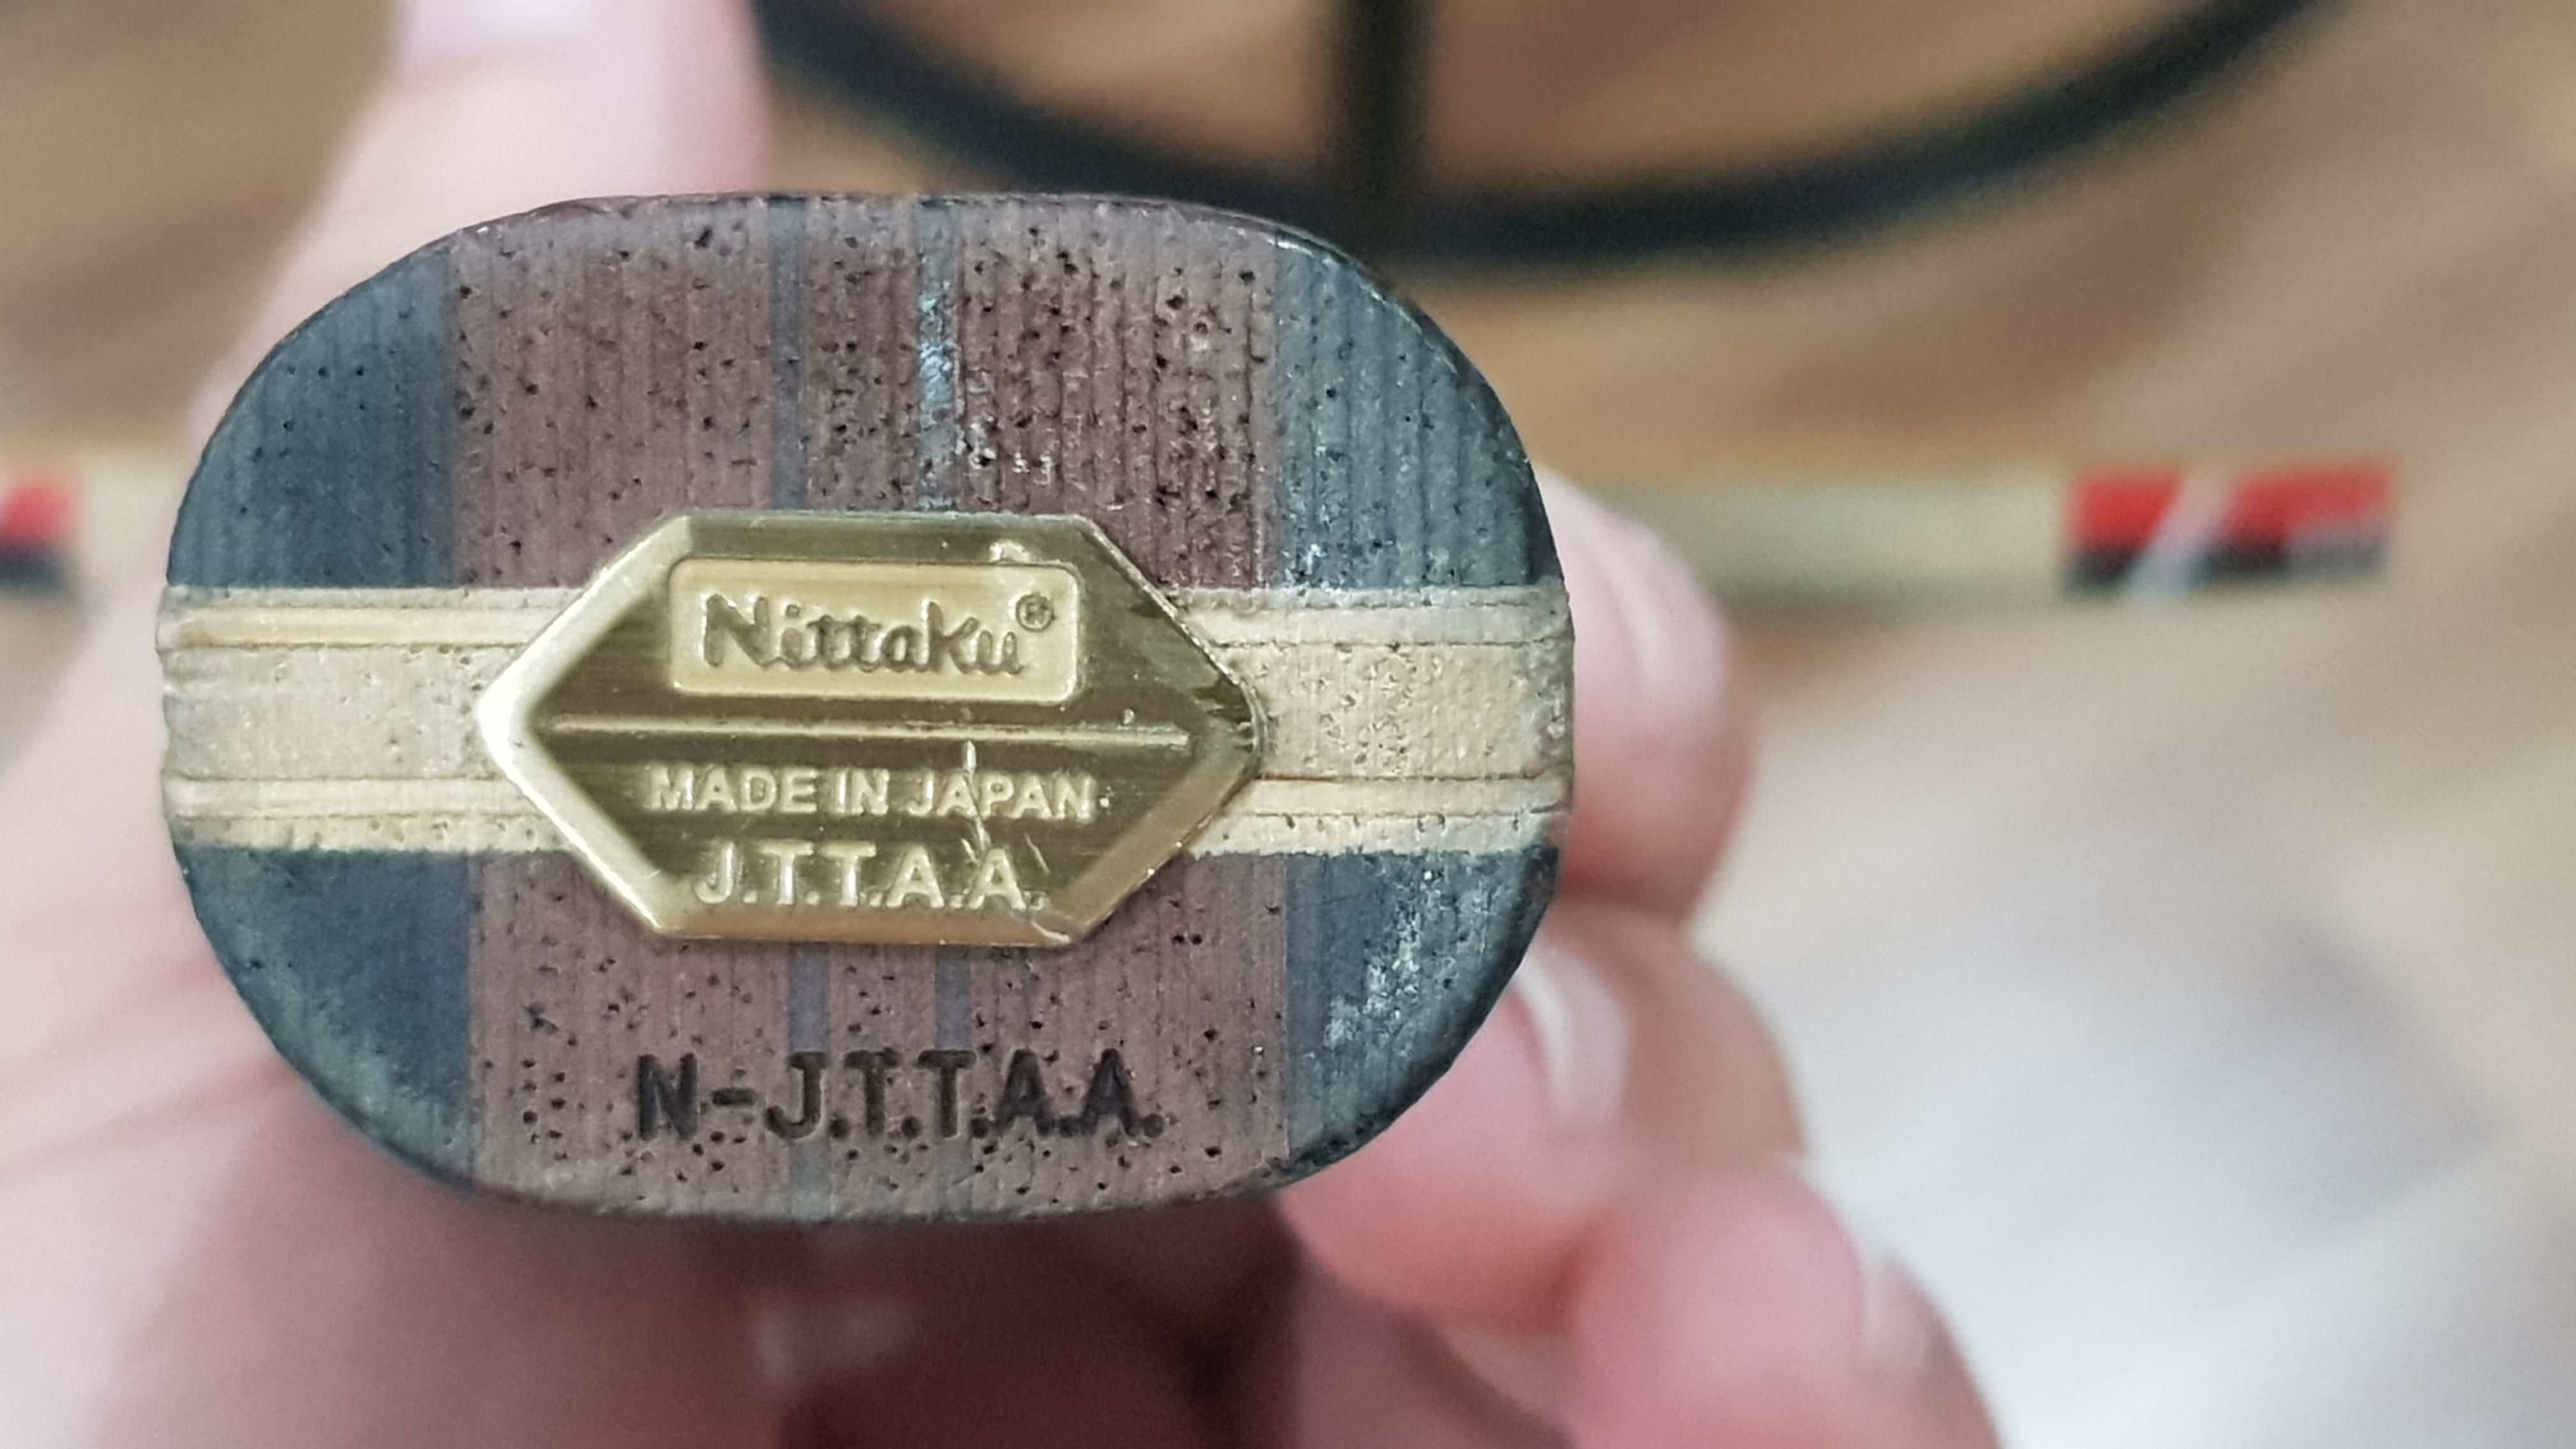 Nittaku®
MADE IN JAPAN
J.T.T.A.A.
N-J.T.T.A.A.